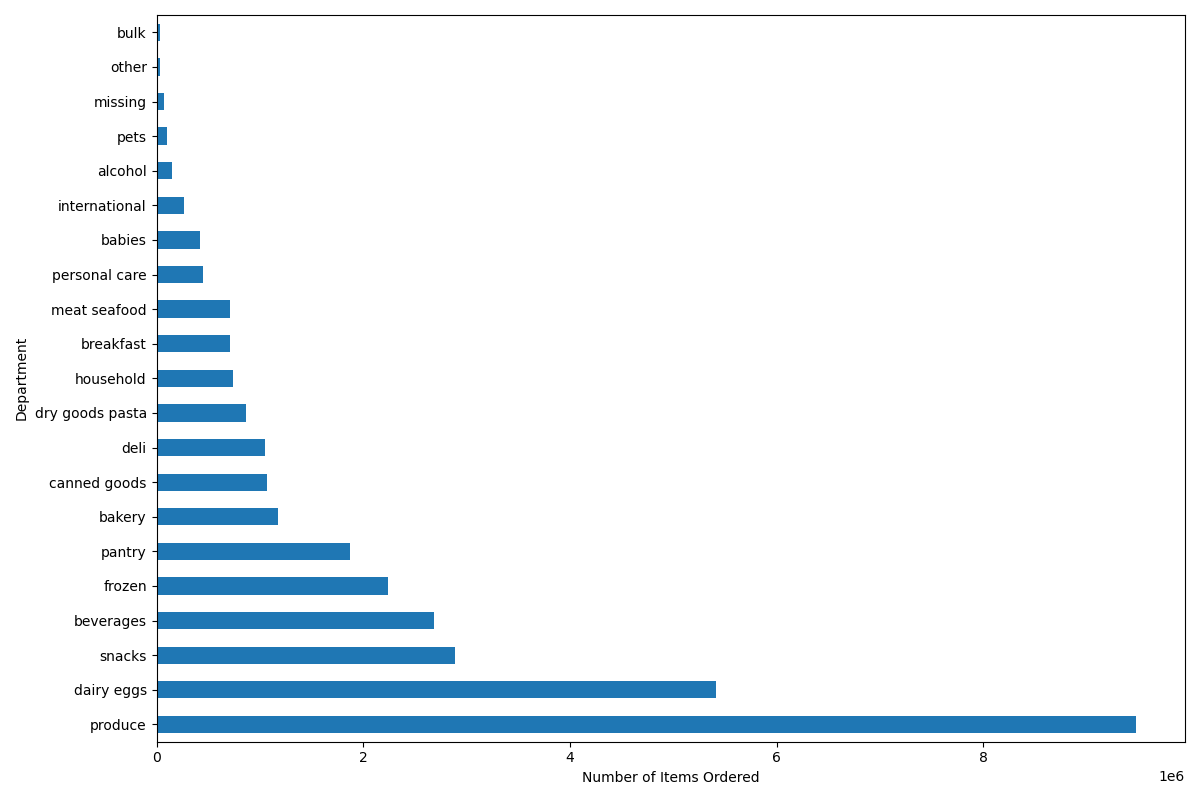 bulk
other
missing
pets
alcohol
international
babies
personal care
meat seafood
breakfast
household
dry goods pasta
deli
canned goods
bakery
pantry
frozen
beverages
snacks
dairy eggs
produce
Department
0 2 4 6 8
Number of Items Ordered
1e6